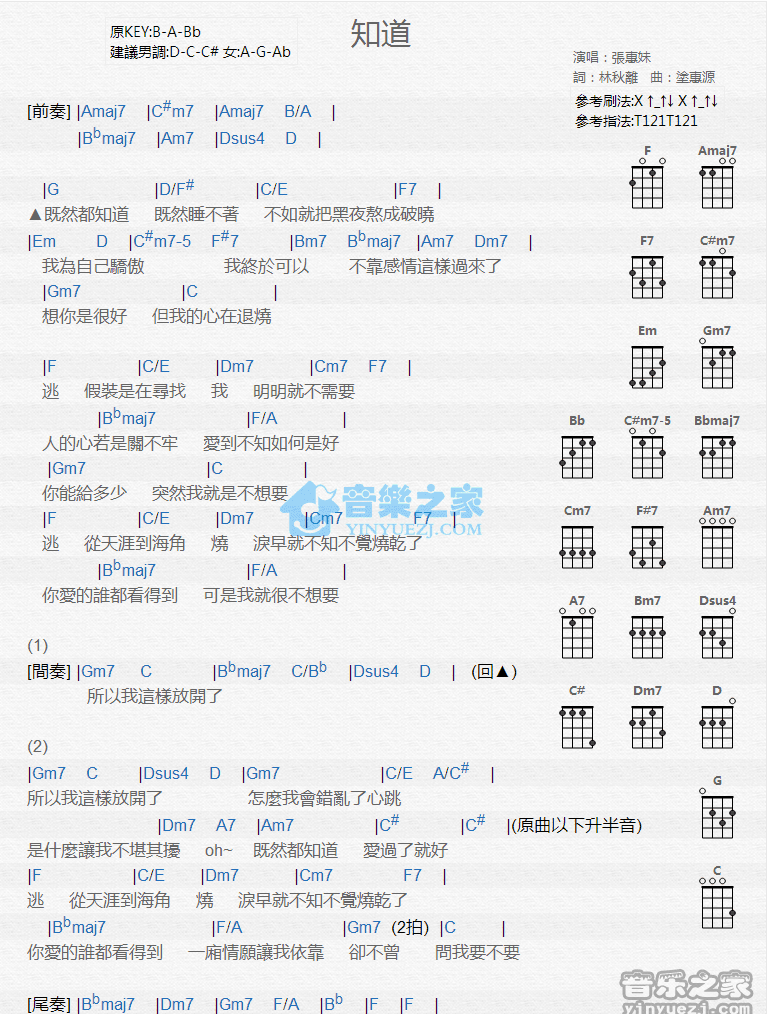 知道
原KEY:B-A-Bb
建議男調:D-C-C# 女:A-G-Ab
演唱：張惠妹
詞：林秋離　曲：塗惠源
參考刷法:X ↑_↑↓ X ↑_↑↓
參考指法:T121T121
[前奏] |Amaj7 |C#m7 |Amaj7 B/A |
|Bbmaj7 |Am7 |Dsus4 D |
|G |D/F# |C/E |F7 |
▲既然都知道 既然睡不著 不如就把黑夜熬成破曉
|Em D |C#m7-5 F#7 |Bm7 Bbmaj7 |Am7 Dm7 |
我為自己驕傲 我終於可以 不靠感情這樣過來了
|Gm7 |C |
想你是很好 但我的心在退燒
|F |C/E |Dm7 |Cm7 F7 |
逃 假裝是在尋找 我 明明就不需要
|Bbmaj7 |F/A |
人的心若是關不牢 愛到不知如何是好
|Gm7 |C |
你能給多少 突然我就是不想要
|F |C/E |Dm7 |Cm7 F7 |
逃 從天涯到海角 燒 淚早就不知不覺燒乾了
|Bbmaj7 |F/A |
你愛的誰都看得到 可是我就很不想要
(1)
[間奏] |Gm7 C |Bbmaj7 C/Bb |Dsus4 D | (回▲)
所以我這樣放開了
(2)
|Gm7 C |Dsus4 D |Gm7 |C/E A/C# |
所以我這樣放開了 怎麼我會錯亂了心跳
|Dm7 A7 |Am7 |C# |C# |(原曲以下升半音)
是什麼讓我不堪其擾 oh~ 既然都知道 愛過了就好
|F |C/E |Dm7 |Cm7 F7 |
逃 從天涯到海角 燒 淚早就不知不覺燒乾了
|Bbmaj7 |F/A |Gm7 (2拍) |C |
你愛的誰都看得到 一廂情願讓我依靠 卻不曾 問我要不要
[尾奏] |Bbmaj7 |Dm7 |Gm7 F/A |Bb |F |F |
F Amaj7
F7 C#m7
Em Gm7
Bb C#m7-5 Bbmaj7
Cm7 F#7 Am7
A7 Bm7 Dsus4
C# Dm7 D
G
C
音樂之家
YINYUEZJ.COM
音乐之家
yinyuezj.com